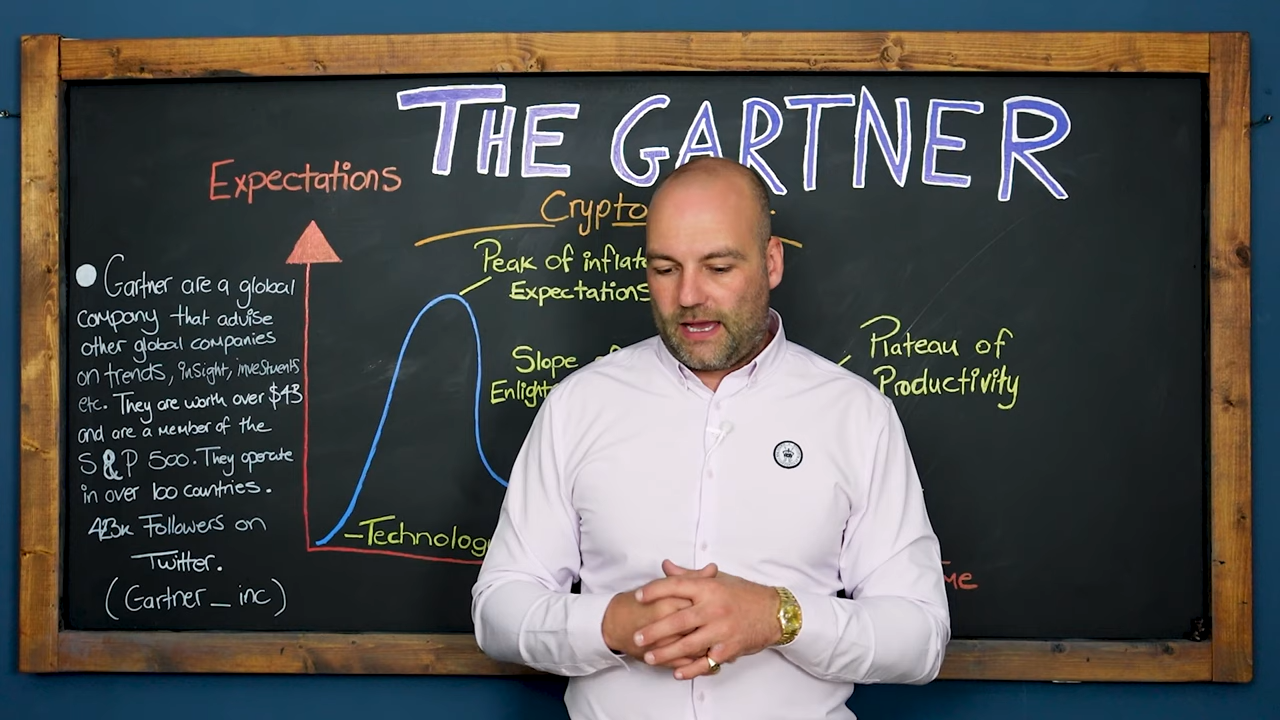 THE GARTNER
Expectations
Crypto
Peak of inflate
Expectations
Slope of
Enlight
Plateau of
Productivity
● Gartner are a global
company that advise
other global companies
on trends, insight, investments
etc. They are worth over $43
and are a member of the
S & P 500. They operate
in over 100 countries.
423k Followers on
Twitter.
(Gartner_inc)
-Technolog
me